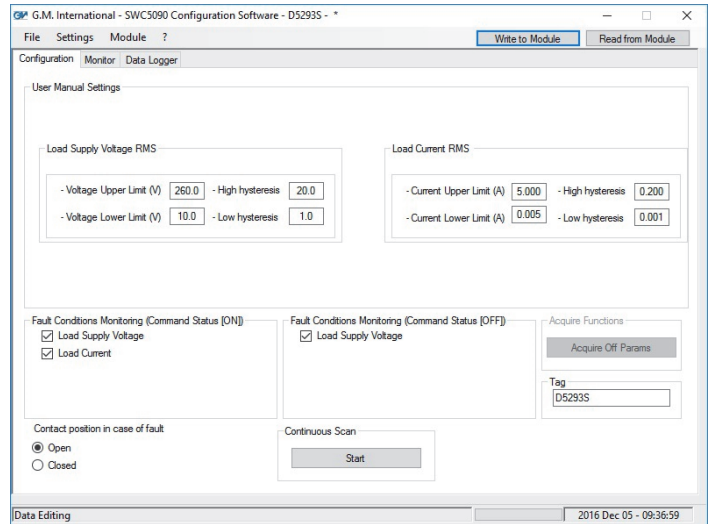 G.M. International - SWC5090 Configuration Software - D5293S - *
File Settings Module ? Write to Module Read from Module
Configuration Monitor Data Logger
User Manual Settings
Load Supply Voltage RMS
- Voltage Upper Limit (V) 260.0 - High hysteresis 20.0
- Voltage Lower Limit (V) 10.0 - Low hysteresis 1.0
Load Current RMS
- Current Upper Limit (A) 5.000 - High hysteresis 0.200
- Current Lower Limit (A) 0.005 - Low hysteresis 0.001
Fault Conditions Monitoring (Command Status [ON])
Load Supply Voltage
Load Current
Fault Conditions Monitoring (Command Status [OFF])
Load Supply Voltage
Acquire Functions
Acquire Off Params
Tag
D5293S
Contact position in case of fault
Open
Closed
Continuous Scan
Start
Data Editing 2016 Dec 05 - 09:36:59